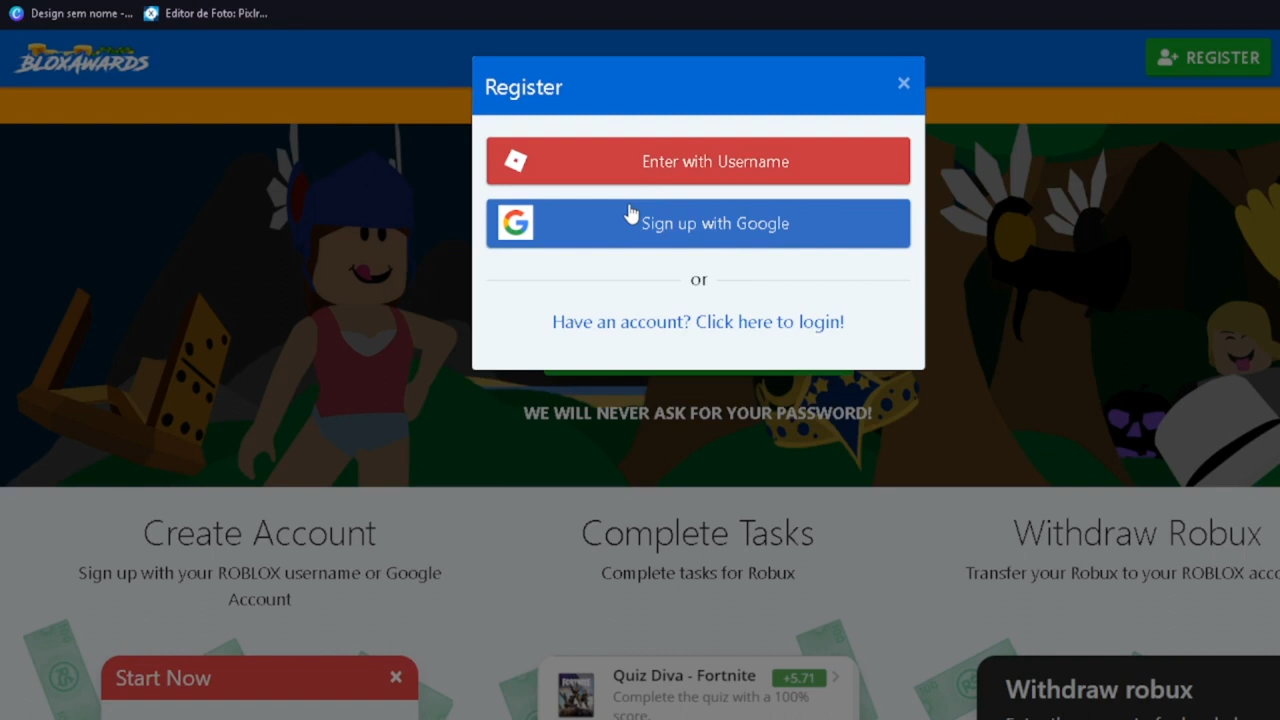 Design sem nome -...
Editor de Foto: Pixlr...
BLOXAWARDS
REGISTER
Register
×
Enter with Username
G
Sign up with Google
or
Have an account? Click here to login!
WE WILL NEVER ASK FOR YOUR PASSWORD!
Create Account
Sign up with your ROBLOX username or Google
Account
Complete Tasks
Complete tasks for Robux
Withdraw Robux
Transfer your Robux to your ROBLOX acco
Start Now
×
Quiz Diva - Fortnite
+5.71
Complete the quiz with a 100%
score.
Withdraw robux